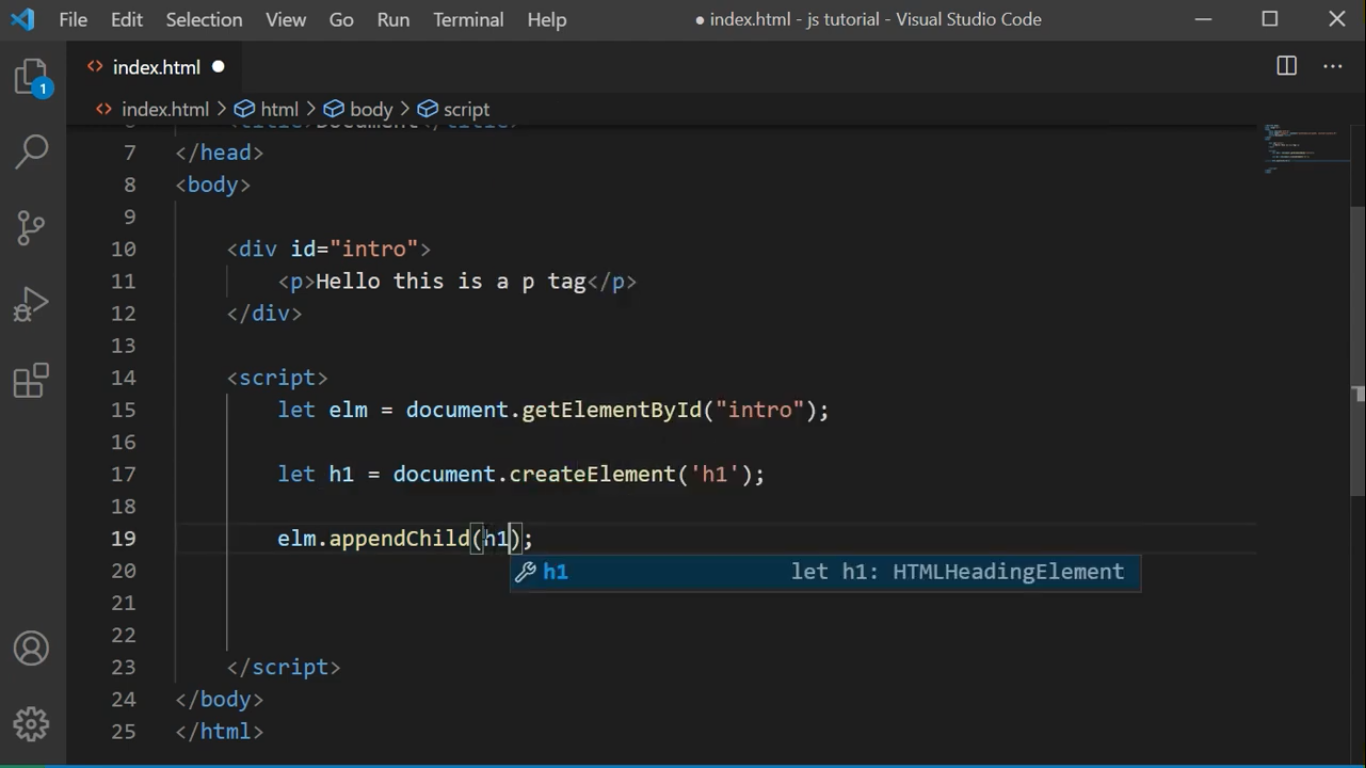 File Edit Selection View Go Run Terminal Help ● index.html - js tutorial - Visual Studio Code
index.html
1
index.html > html > body > script
<title>Document</title>
7 </head>
8 <body>
9
10 <div id="intro">
11 <p>Hello this is a p tag</p>
12 </div>
13
14 <script>
15 let elm = document.getElementById("intro");
16
17 let h1 = document.createElement('h1');
18
19 elm.appendChild(h1);
20 h1 let h1: HTMLHeadingElement
21
22
23 </script>
24 </body>
25 </html>